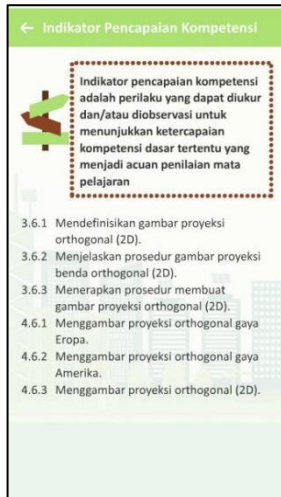 ← Indikator Pencapaian Kompetensi
Indikator pencapaian kompetensi
adalah perilaku yang dapat diukur
dan/atau diobservasi untuk
menunjukkan ketercapaian
kompetensi dasar tertentu yang
menjadi acuan penilaian mata
pelajaran
3.6.1 Mendefinisikan gambar proyeksi
orthogonal (2D).
3.6.2 Menjelaskan prosedur gambar proyeksi
benda orthogonal (2D).
3.6.3 Menerapkan prosedur membuat
gambar proyeksi orthogonal (2D).
4.6.1 Menggambar proyeksi orthogonal gaya
Eropa.
4.6.2 Menggambar proyeksi orthogonal gaya
Amerika.
4.6.3 Menggambar proyeksi orthogonal (2D).